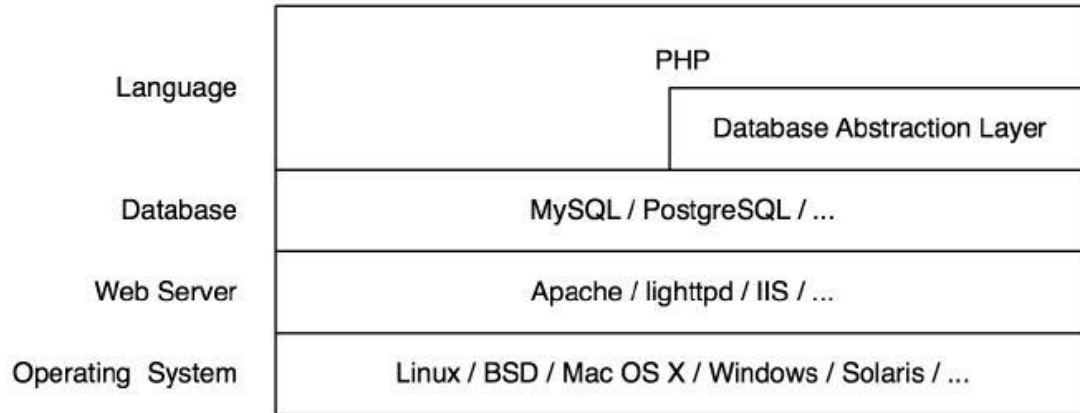 PHP
Language
Database Abstraction Layer
Database
MySQL / PostgreSQL / ...
Web Server
Apache / lighttpd / IIS / ...
Operating System
Linux / BSD / Mac OS X / Windows / Solaris / ...